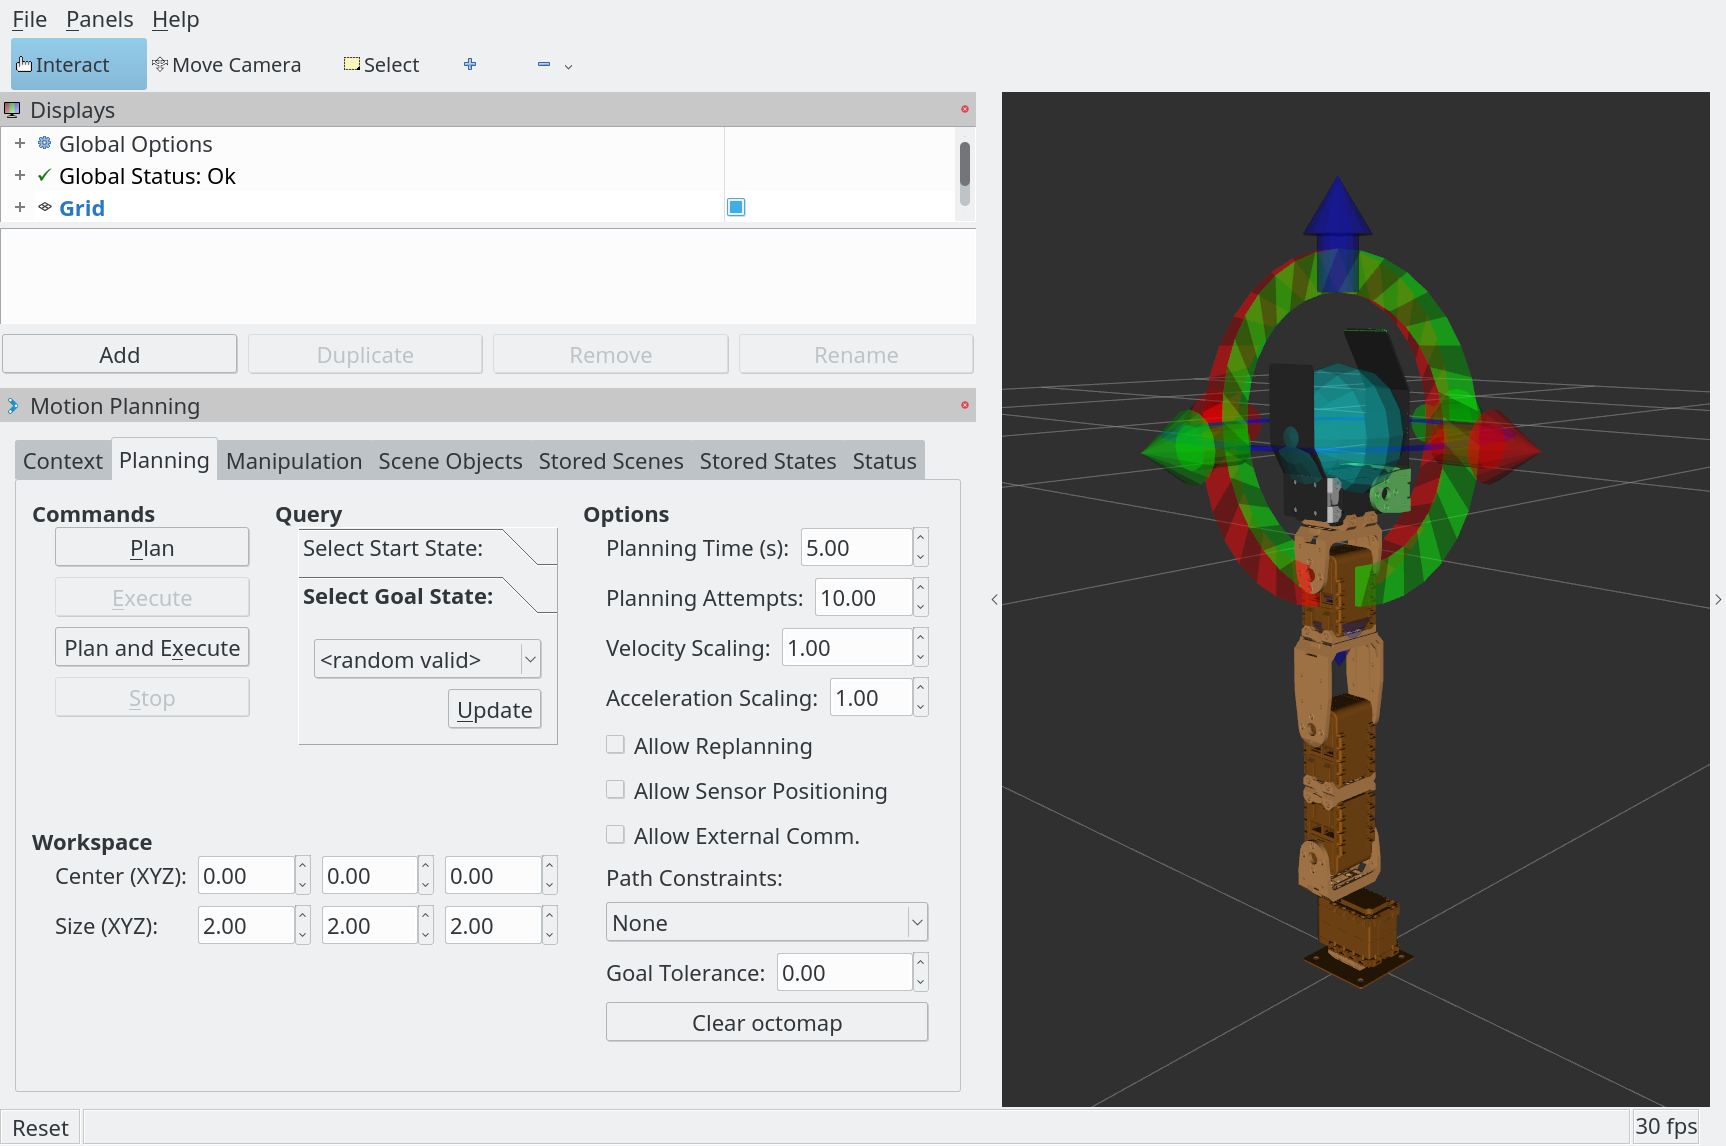 File Panels Help
Interact Move Camera Select
Displays
Global Options
Global Status: Ok
Grid
Add Duplicate Remove Rename
Motion Planning
Context Planning Manipulation Scene Objects Stored Scenes Stored States Status
Commands
Plan
Execute
Plan and Execute
Stop
Query
Select Start State:
Select Goal State:
<random valid>
Update
Workspace
Center (XYZ): 0.00 0.00 0.00
Size (XYZ): 2.00 2.00 2.00
Options
Planning Time (s): 5.00
Planning Attempts: 10.00
Velocity Scaling: 1.00
Acceleration Scaling: 1.00
Allow Replanning
Allow Sensor Positioning
Allow External Comm.
Path Constraints:
None
Goal Tolerance: 0.00
Clear octomap
Reset
30 fps